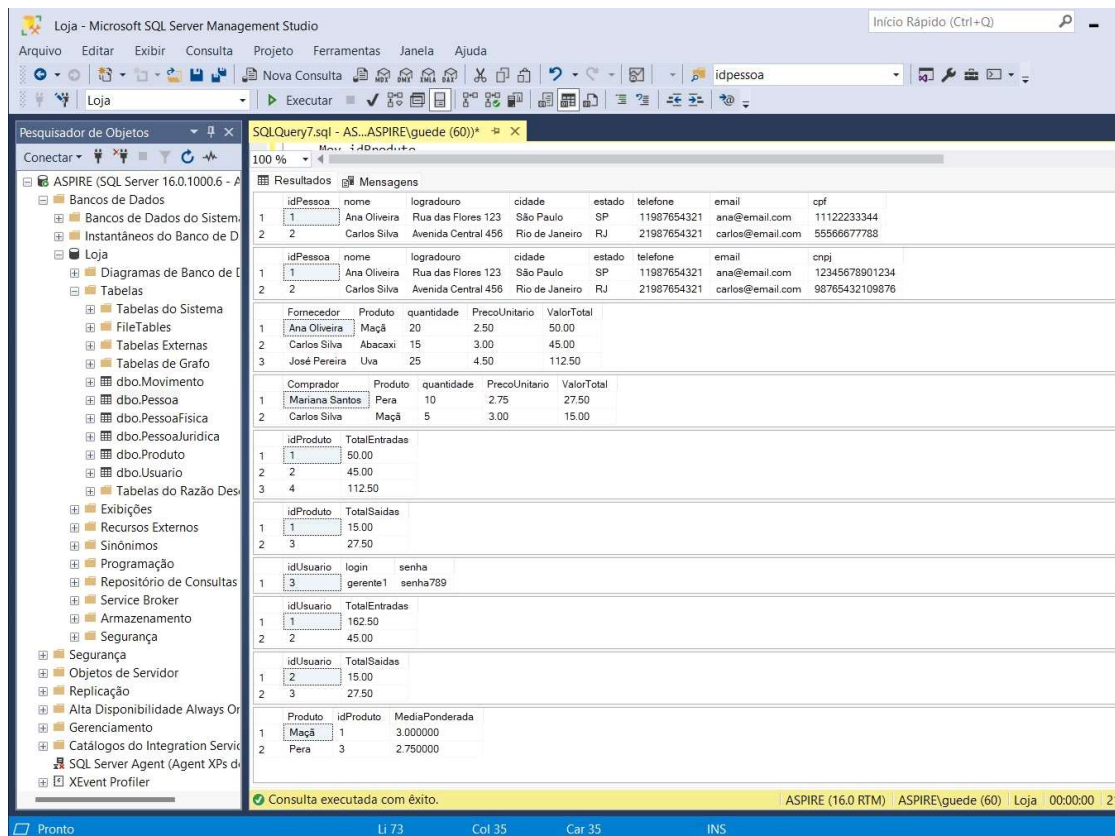 Loja - Microsoft SQL Server Management Studio
Início Rápido (Ctrl+Q)
Arquivo Editar Exibir Consulta Projeto Ferramentas Janela Ajuda
Nova Consulta MDX DMX XMLA DAX idpessoa
Loja Executar
Pesquisador de Objetos
Conectar
ASPIRE (SQL Server 16.0.1000.6 - A
Bancos de Dados
Bancos de Dados do Sistema
Instantâneos do Banco de D
Loja
Diagramas de Banco de D
Tabelas
Tabelas do Sistema
FileTables
Tabelas Externas
Tabelas de Grafo
dbo.Movimento
dbo.Pessoa
dbo.PessoaFisica
dbo.PessoaJuridica
dbo.Produto
dbo.Usuario
Tabelas do Razão Des
Exibições
Recursos Externos
Sinônimos
Programação
Repositório de Consultas
Service Broker
Armazenamento
Segurança
Segurança
Objetos de Servidor
Replicação
Alta Disponibilidade Always Or
Gerenciamento
Catálogos do Integration Servic
SQL Server Agent (Agent XPs de
XEvent Profiler
SQLQuery7.sql - AS...ASPIRE\guede (60))*
Mov.idProduto
100 %
Resultados Mensagens
idPessoa nome logradouro cidade estado telefone email cpf
1 1 Ana Oliveira Rua das Flores 123 São Paulo SP 11987654321 ana@email.com 11122233344
2 2 Carlos Silva Avenida Central 456 Rio de Janeiro RJ 21987654321 carlos@email.com 55566677788
idPessoa nome logradouro cidade estado telefone email cnpj
1 1 Ana Oliveira Rua das Flores 123 São Paulo SP 11987654321 ana@email.com 12345678901234
2 2 Carlos Silva Avenida Central 456 Rio de Janeiro RJ 21987654321 carlos@email.com 98765432109876
Fornecedor Produto quantidade PrecoUnitario ValorTotal
1 Ana Oliveira Maçã 20 2.50 50.00
2 Carlos Silva Abacaxi 15 3.00 45.00
3 José Pereira Uva 25 4.50 112.50
Comprador Produto quantidade PrecoUnitario ValorTotal
1 Mariana Santos Pera 10 2.75 27.50
2 Carlos Silva Maçã 5 3.00 15.00
idProduto TotalEntradas
1 1 50.00
2 2 45.00
3 4 112.50
idProduto TotalSaidas
1 1 15.00
2 3 27.50
idUsuario login senha
1 3 gerente1 senha789
idUsuario TotalEntradas
1 1 162.50
2 2 45.00
idUsuario TotalSaidas
1 2 15.00
2 3 27.50
Produto idProduto MediaPonderada
1 Maçã 1 3.000000
2 Pera 3 2.750000
Consulta executada com êxito. ASPIRE (16.0 RTM) ASPIRE\guede (60) Loja 00:00:00 2
Pronto Li 73 Col 35 Car 35 INS